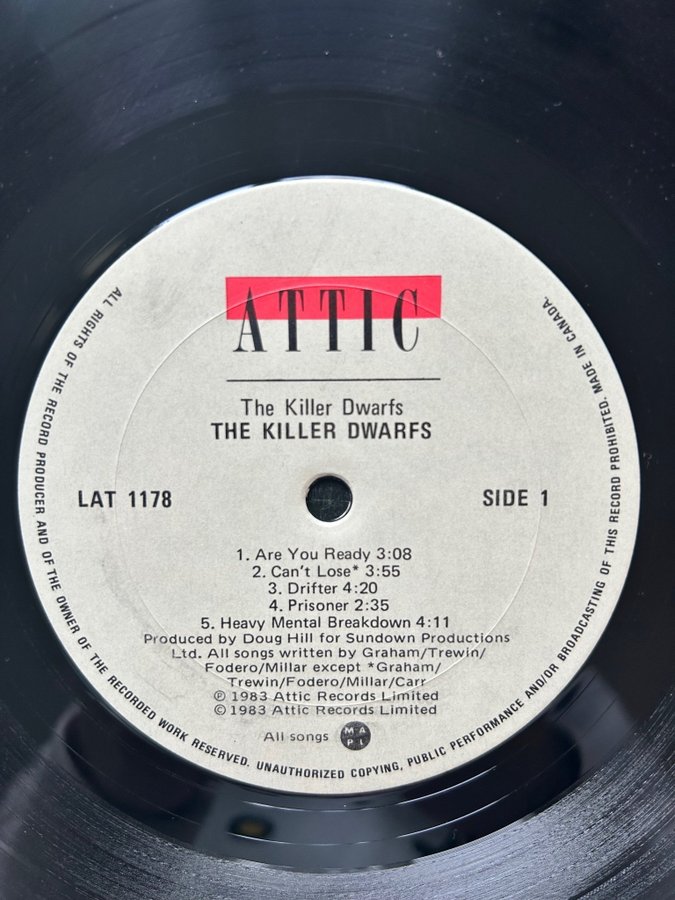 ATTIC
The Killer Dwarfs
THE KILLER DWARFS
LAT 1178
SIDE 1
1. Are You Ready 3:08
2. Can't Lose* 3:55
3. Drifter 4:20
4. Prisoner 2:35
5. Heavy Mental Breakdown 4:11
Produced by Doug Hill for Sundown Productions
Ltd. All songs written by Graham/Trewin/
Fodero/Millar except *Graham/
Trewin/Fodero/Millar/Carr
℗ 1983 Attic Records Limited
© 1983 Attic Records Limited
All songs MAPL
ALL RIGHTS OF THE RECORD PRODUCER AND OF THE OWNER OF THE RECORDED WORK RESERVED. UNAUTHORIZED COPYING, PUBLIC PERFORMANCE AND/OR BROADCASTING OF THIS RECORD PROHIBITED. MADE IN CANADA.